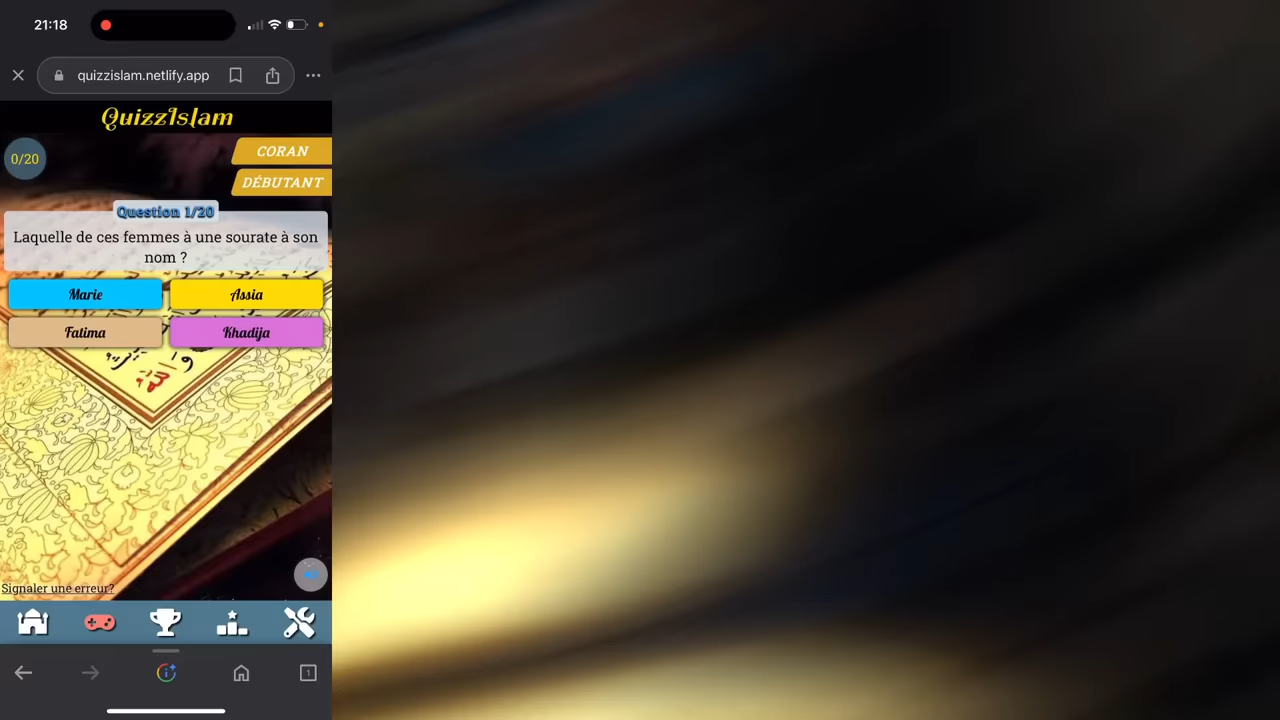 21:18
quizzislam.netlify.app
QuizzIslam
0/20
CORAN
DÉBUTANT
Question 1/20
Laquelle de ces femmes à une sourate à son
nom ?
Marie
Assia
Fatima
Khadija
Signaler une erreur?
1